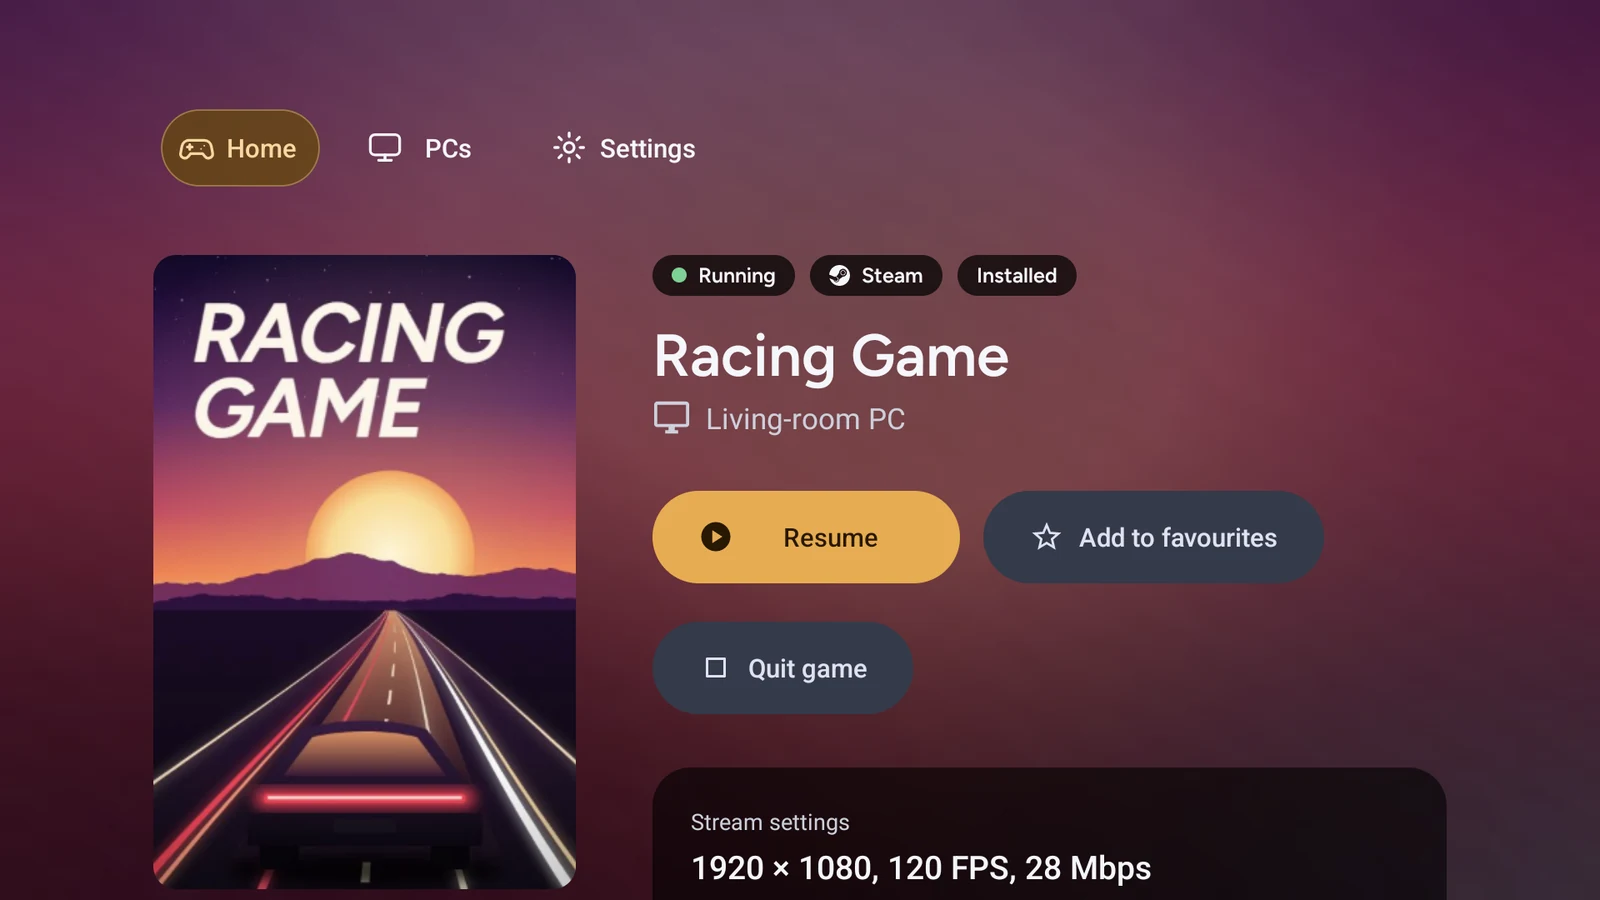 Home
PCs
Settings
RACING
GAME
Running
Steam
Installed
Racing Game
Living-room PC
Resume
Add to favourites
Quit game
Stream settings
1920 × 1080, 120 FPS, 28 Mbps